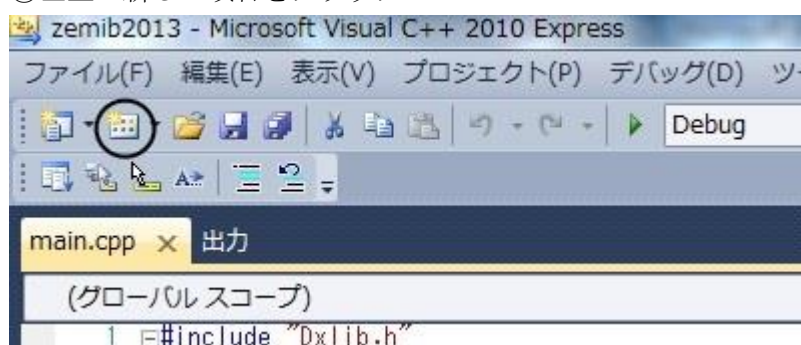 zemib2013 - Microsoft Visual C++ 2010 Express
ファイル(F) 編集(E) 表示(V) プロジェクト(P) デバッグ(D) ツ
Debug
main.cpp × 出力
(グローバル スコープ)
1 #include "DxLib.h"